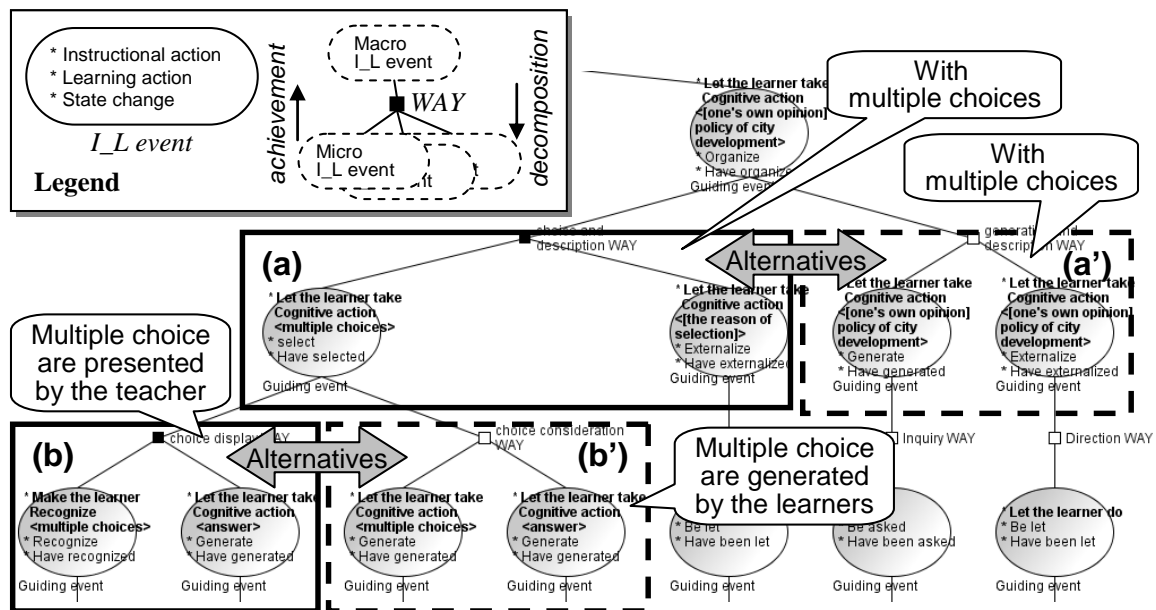 * Instructional action
* Learning action
* State change
I_L event
Legend
achievement
Macro
I_L event
WAY
Micro
I_L event
decomposition
With
multiple choices
With
multiple choices
* Let the learner take
Cognitive action
<[one's own opinion]
policy of city
development>
* Organize
* Have organize
Guiding event
choice and
description WAY
description WAY
Alternatives
(a)
* Let the learner take
Cognitive action
<multiple choices>
* select
* Have selected
Guiding event
* Let the learner take
Cognitive action
<[the reason of
selection]>
* Externalize
* Have externalized
Guiding event
(a')
* Let the learner take
Cognitive action
<[one's own opinion]
policy of city
development>
* Generate
* Have generated
Guiding event
* Let the learner take
Cognitive action
<[one's own opinion]
policy of city
development>
* Externalize
* Have externalized
Guiding event
Multiple choice
are presented
by the teacher
(b)
choice display WAY
Alternatives
choice consideration
WAY
(b')
Multiple choice
are generated
by the learners
Inquiry WAY
Direction WAY
* Make the learner
Recognize
<multiple choices>
* Recognize
* Have recognized
Guiding event
* Let the learner take
Cognitive action
<answer>
* Generate
* Have generated
Guiding event
* Let the learner take
Cognitive action
<multiple choices>
* Generate
* Have generated
Guiding event
* Let the learner take
Cognitive action
<answer>
* Generate
* Have generated
Guiding event
* Be let
* Have been let
Guiding event
* Be asked
* Have been asked
Guiding event
* Let the learner do
* Be let
* Have been let
Guiding event